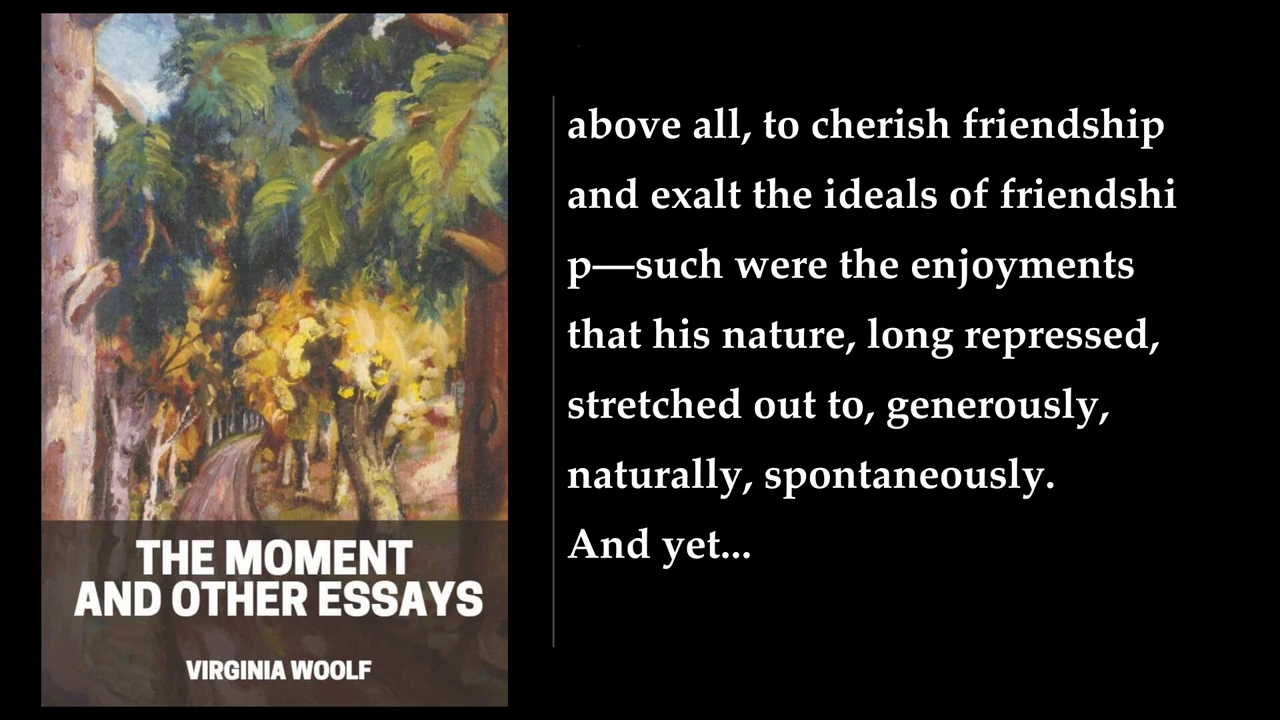 THE MOMENT
AND OTHER ESSAYS
VIRGINIA WOOLF
above all, to cherish friendship
and exalt the ideals of friendshi
p—such were the enjoyments
that his nature, long repressed,
stretched out to, generously,
naturally, spontaneously.
And yet...